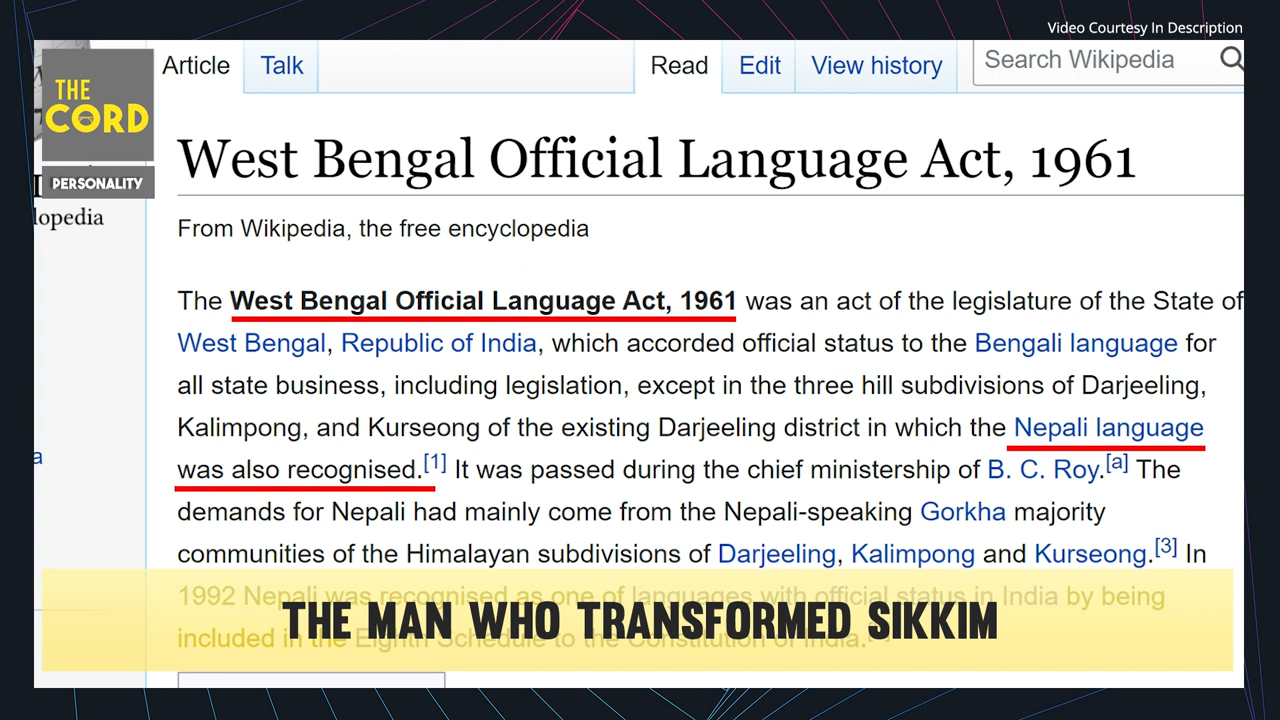 Video Courtesy In Description
THE
CORD
PERSONALITY
lopedia
a
Article Talk Read Edit View history Search Wikipedia
West Bengal Official Language Act, 1961
From Wikipedia, the free encyclopedia
The West Bengal Official Language Act, 1961 was an act of the legislature of the State of
West Bengal, Republic of India, which accorded official status to the Bengali language for
all state business, including legislation, except in the three hill subdivisions of Darjeeling,
Kalimpong, and Kurseong of the existing Darjeeling district in which the Nepali language
was also recognised.[1] It was passed during the chief ministership of B. C. Roy.[a] The
demands for Nepali had mainly come from the Nepali-speaking Gorkha majority
communities of the Himalayan subdivisions of Darjeeling, Kalimpong and Kurseong.[3] In
1992 Nepali was recognised as one of languages with official status in India by being
included in the Eighth Schedule to the Constitution of India.
THE MAN WHO TRANSFORMED SIKKIM